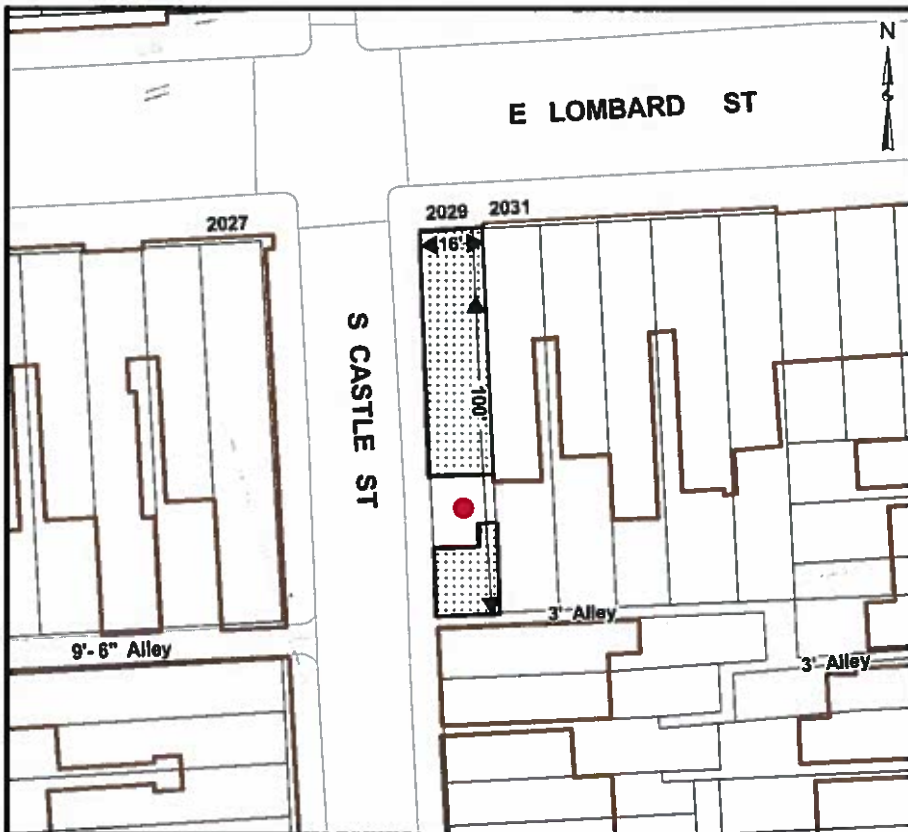 N
E LOMBARD ST
2027
2029
2031
16'
S CASTLE ST
100'
3' Alley
9'- 6" Alley
3' Alley